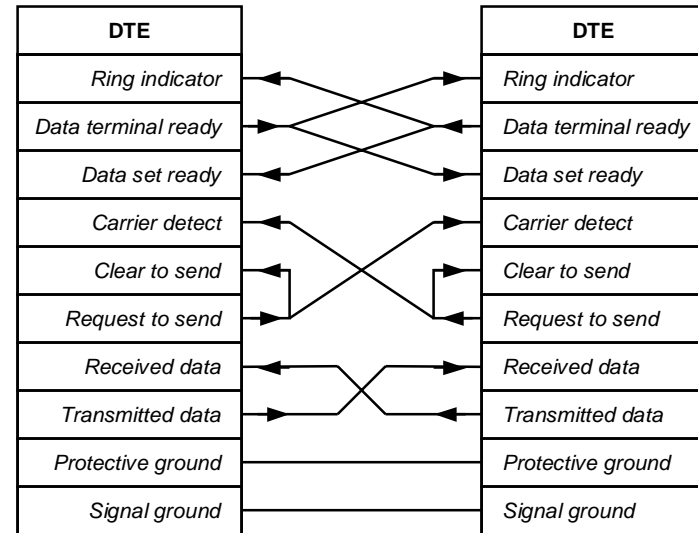 DTE
DTE
Ring indicator
Ring indicator
Data terminal ready
Data terminal ready
Data set ready
Data set ready
Carrier detect
Carrier detect
Clear to send
Clear to send
Request to send
Request to send
Received data
Received data
Transmitted data
Transmitted data
Protective ground
Protective ground
Signal ground
Signal ground